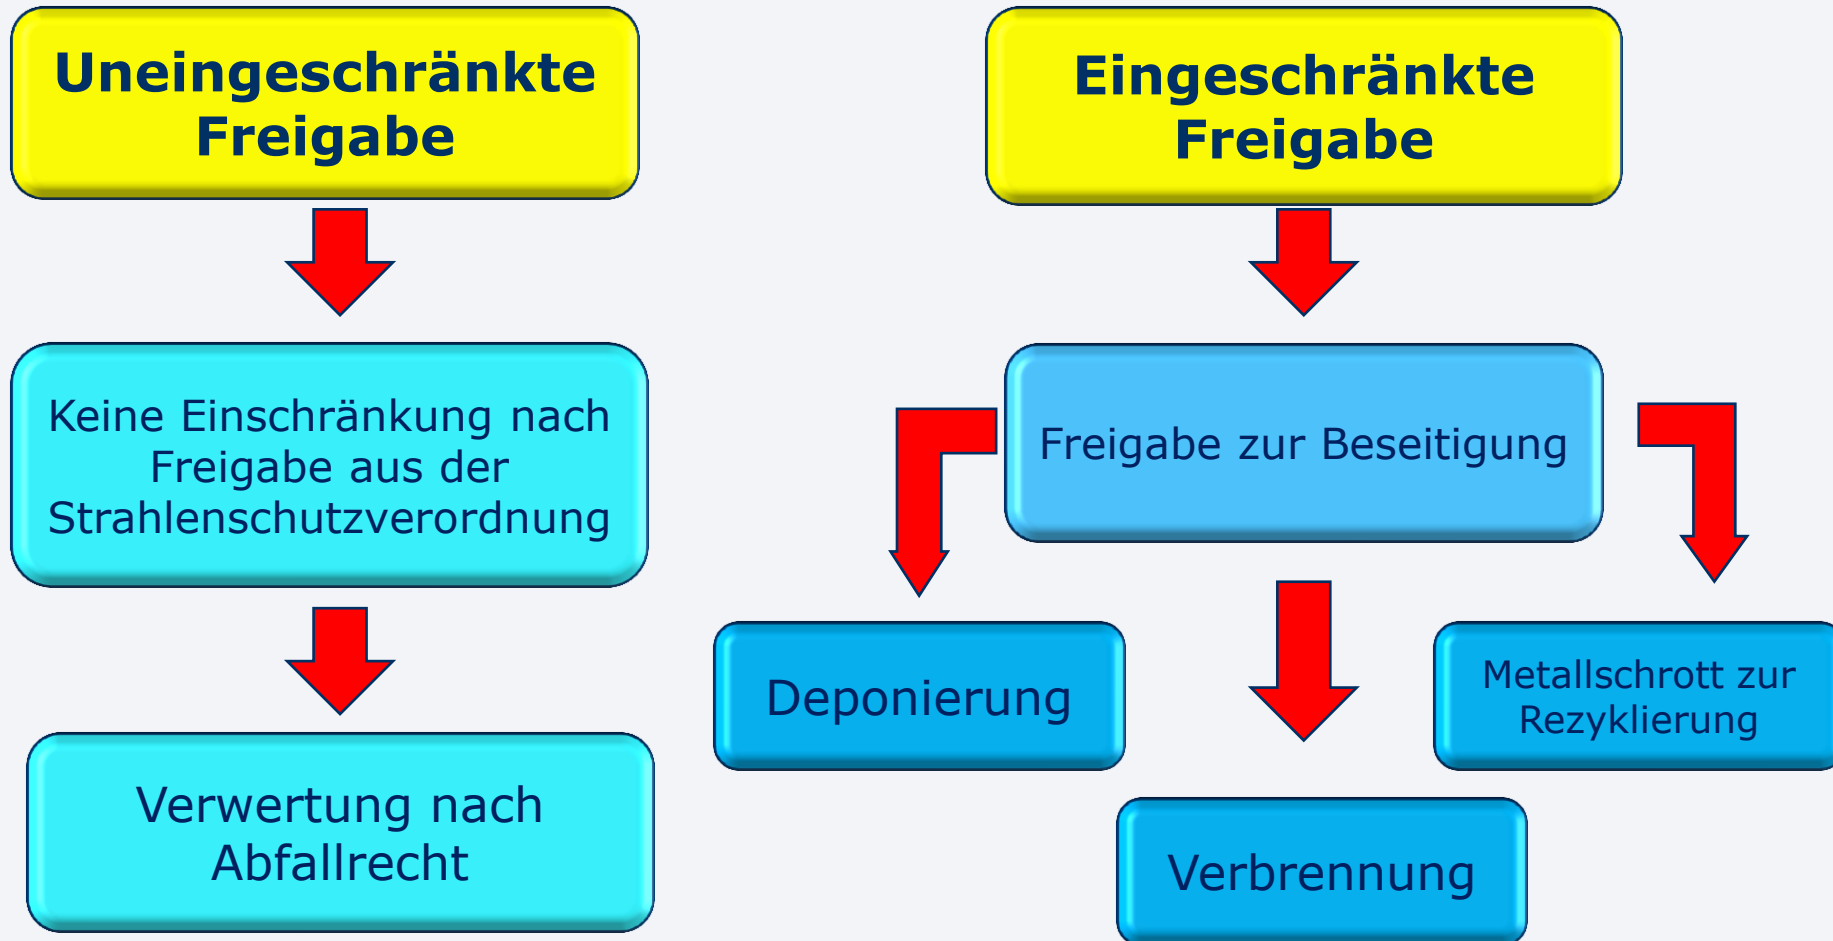 Uneingeschränkte
Freigabe
Keine Einschränkung nach
Freigabe aus der
Strahlenschutzverordnung
Verwertung nach
Abfallrecht
Eingeschränkte
Freigabe
Freigabe zur Beseitigung
Deponierung
Verbrennung
Metallschrott zur
Rezyklierung